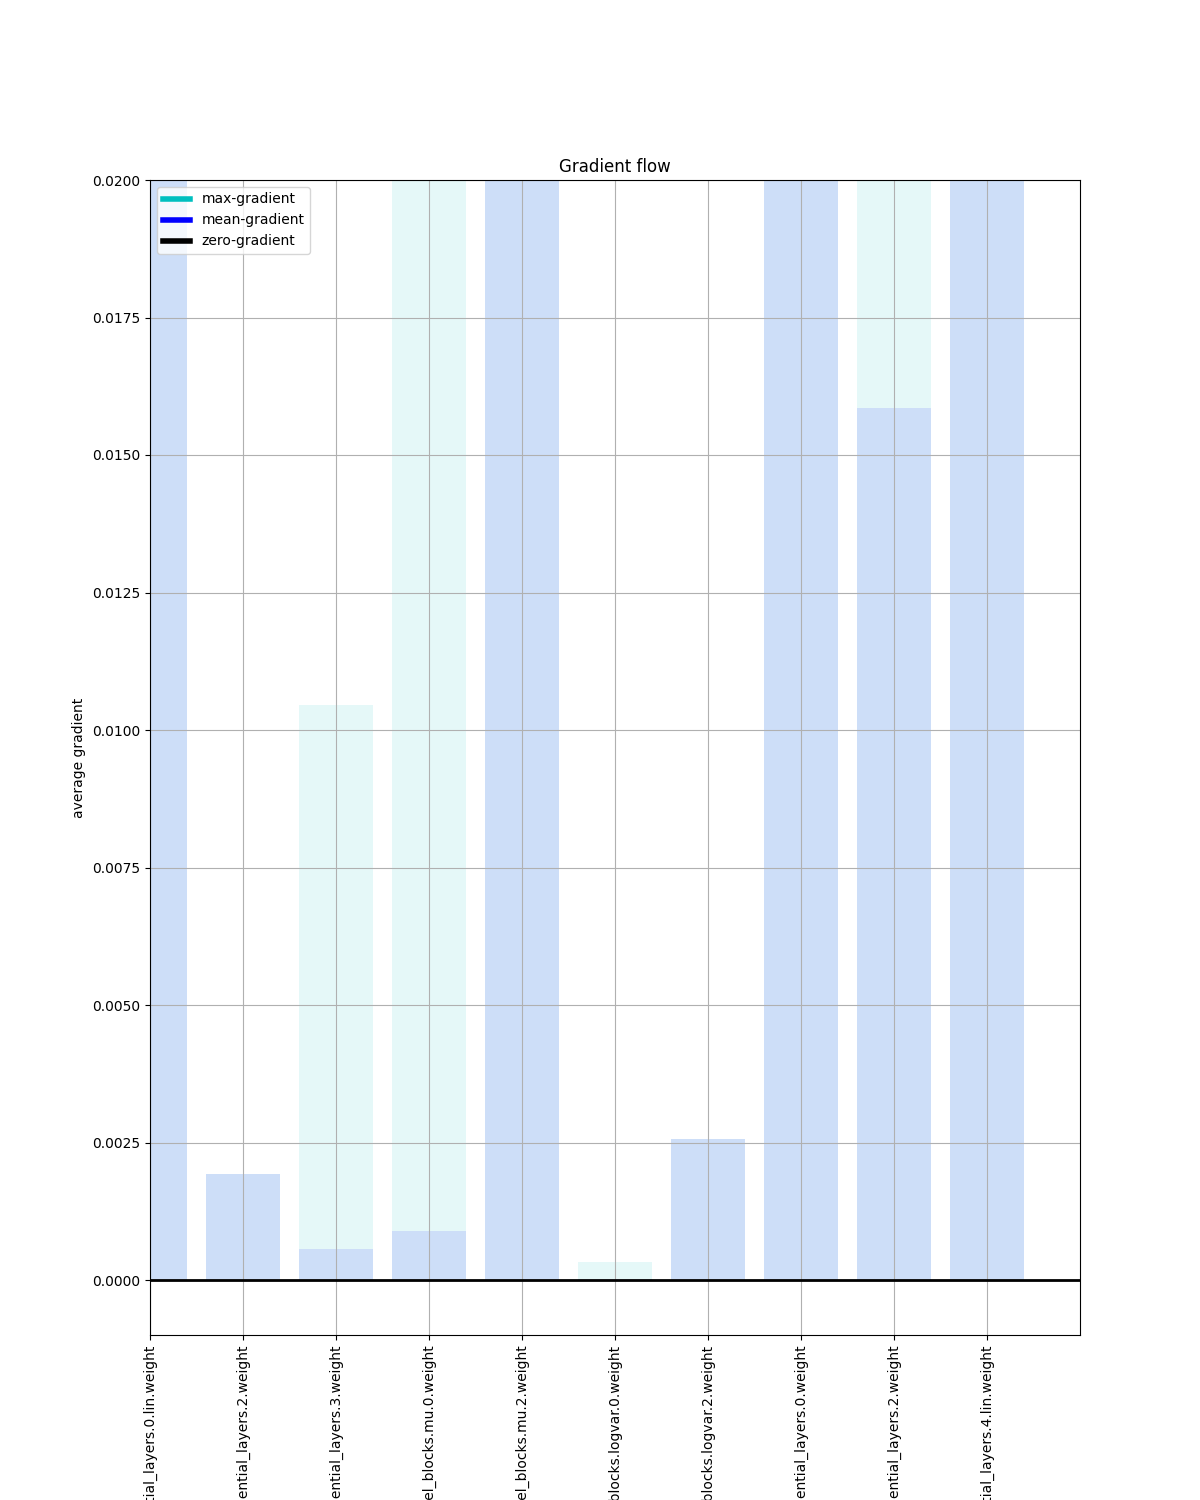 Gradient flow
max-gradient
mean-gradient
zero-gradient
average gradient
0.0200
0.0175
0.0150
0.0125
0.0100
0.0075
0.0050
0.0025
0.0000
tial_layers.0.lin.weight
ential_layers.2.weight
ential_layers.3.weight
el_blocks.mu.0.weight
el_blocks.mu.2.weight
blocks.logvar.0.weight
blocks.logvar.2.weight
ential_layers.0.weight
ential_layers.2.weight
tial_layers.4.lin.weight